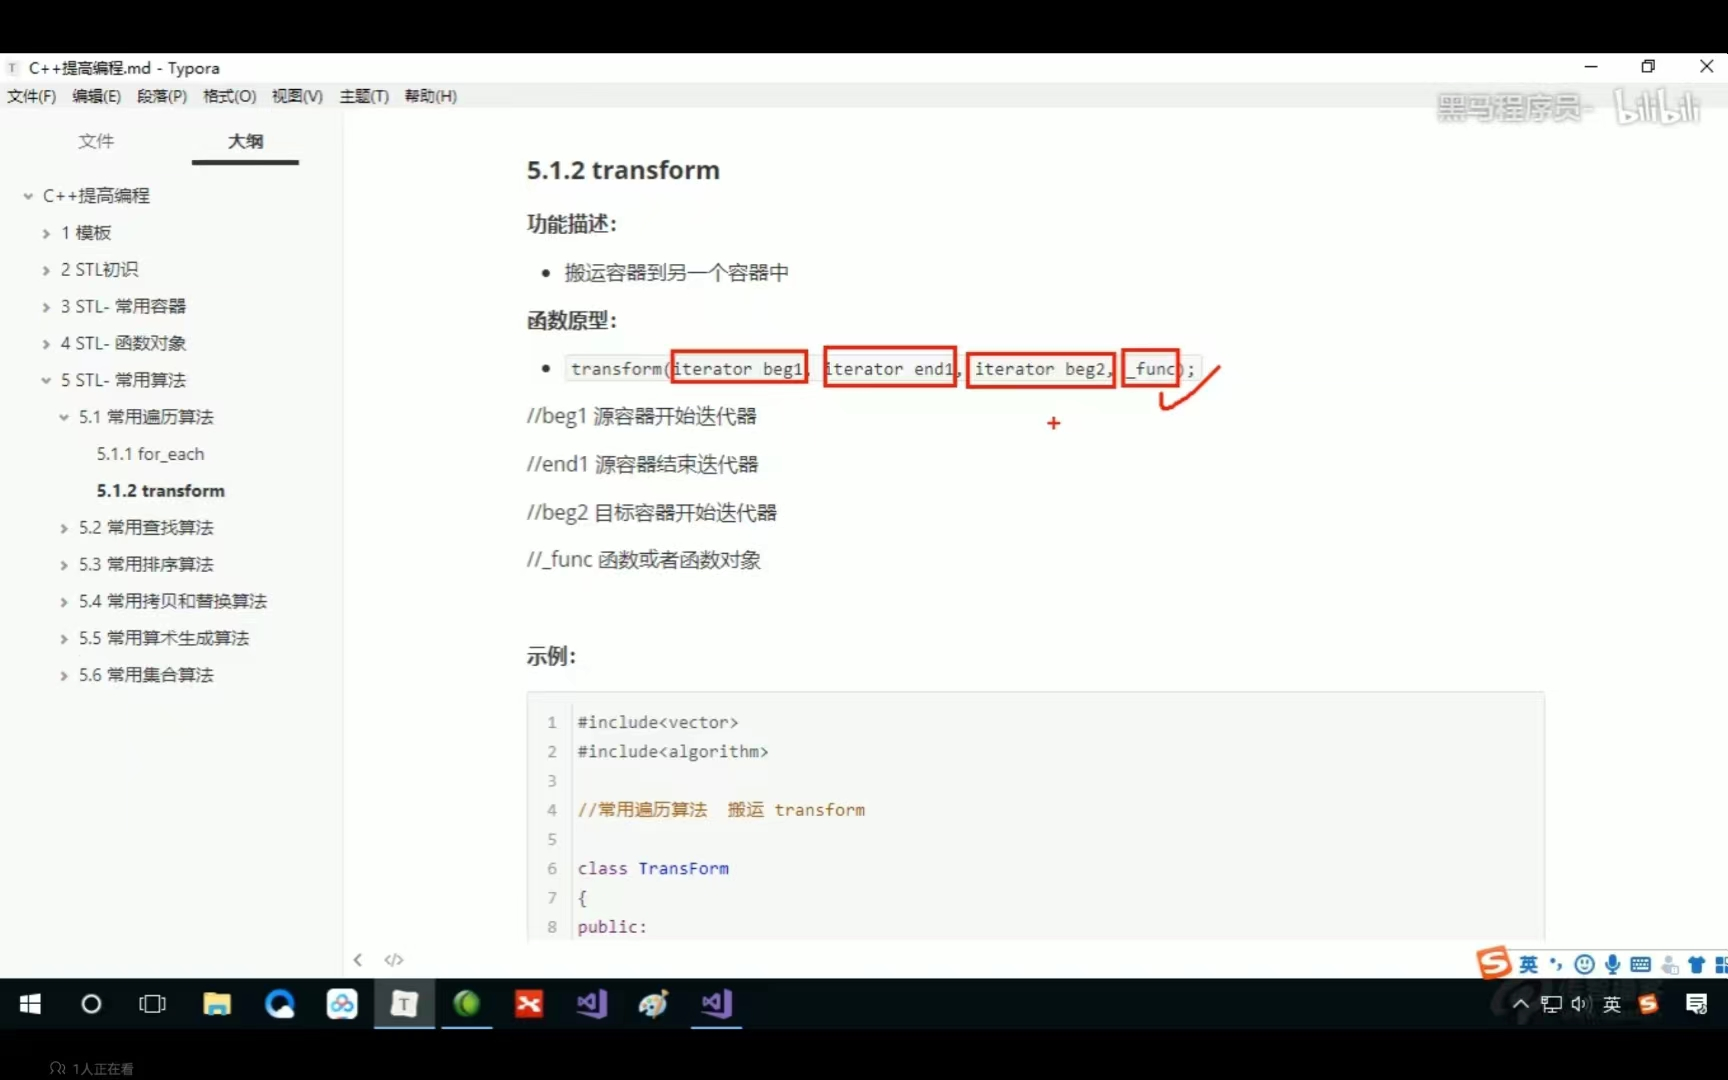 C++提高编程.md - Typora
文件(F) 编辑(E) 段落(P) 格式(O) 视图(V) 主题(T) 帮助(H)
黑马程序员- bilibili
文件 大纲
C++提高编程
1 模板
2 STL初识
3 STL- 常用容器
4 STL- 函数对象
5 STL- 常用算法
5.1 常用遍历算法
5.1.1 for_each
5.1.2 transform
5.2 常用查找算法
5.3 常用排序算法
5.4 常用拷贝和替换算法
5.5 常用算术生成算法
5.6 常用集合算法
5.1.2 transform
功能描述：
搬运容器到另一个容器中
函数原型：
transform(iterator beg1, iterator end1, iterator beg2, _func);
//beg1 源容器开始迭代器
//end1 源容器结束迭代器
//beg2 目标容器开始迭代器
//_func 函数或者函数对象
示例：
1 #include<vector>
2 #include<algorithm>
3
4 //常用遍历算法 搬运 transform
5
6 class TransForm
7 {
8 public:
</>
英
英
1人正在看